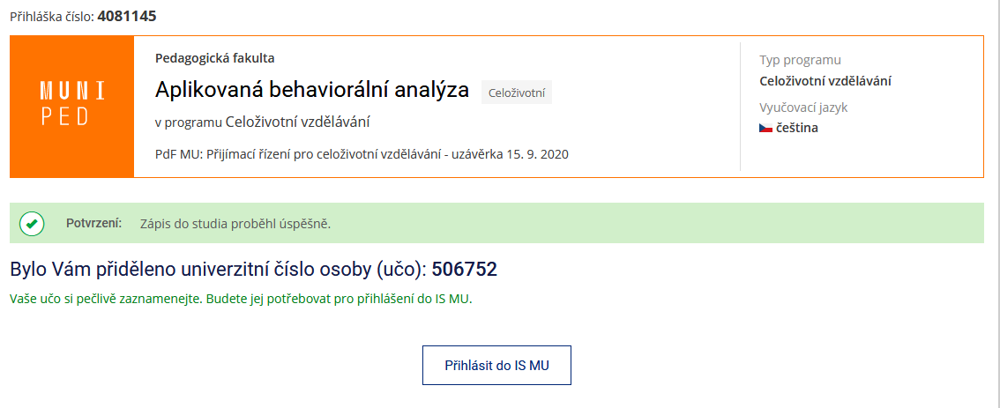 Přihláška číslo: 4081145
MUNI
PED
Pedagogická fakulta
Aplikovaná behaviorální analýza Celoživotní
v programu Celoživotní vzdělávání
PdF MU: Přijímací řízení pro celoživotní vzdělávání - uzávěrka 15. 9. 2020
Typ programu
Celoživotní vzdělávání
Vyučovací jazyk
čeština
Potvrzení: Zápis do studia proběhl úspěšně.
Bylo Vám přiděleno univerzitní číslo osoby (učo): 506752
Vaše učo si pečlivě zaznamenejte. Budete jej potřebovat pro přihlášení do IS MU.
Přihlásit do IS MU